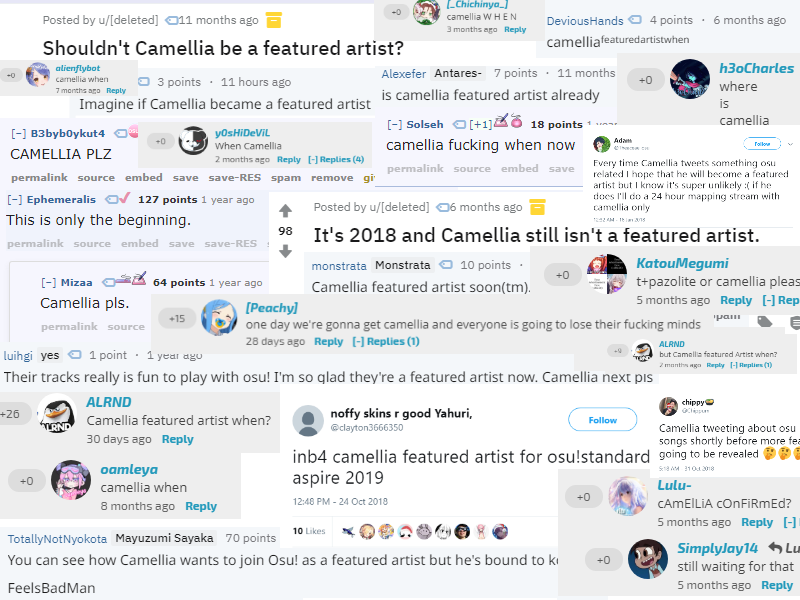 Posted by u/[deleted] 11 months ago
Shouldn't Camellia be a featured artist?
+0
[_Chichinya_]
camellia W H E N
3 months ago Reply
DeviousHands 4 points · 6 months ago
camellia featuredartistwhen
+0
alienflybot
camellia when
7 months ago Reply
3 points · 11 hours ago
Imagine if Camellia became a featured artist
Alexefer Antares- 7 points · 11 months
is camellia featured artist already
+0
h3oCharles
where
is
camellia
[-] B3byb0ykut4
CAMELLIA PLZ
permalink source embed save save-RES spam remove gi
+0
y0sHiDeViL
When Camellia
2 months ago Reply [-] Replies (4)
[-] Solseh [+1] 18 points 1 year
camellia fucking when now
permalink source embed save
Adam
Follow
Every time Camellia tweets something osu
related I hope that he will become a featured
artist but I know it's super unlikely :( if he
does I'll do a 24 hour mapping stream with
camellia only
[-] Ephemeralis 127 points 1 year ago
This is only the beginning.
permalink source embed save save-RES
98
Posted by u/[deleted] 6 months ago
It's 2018 and Camellia still isn't a featured artist.
[-] Mizaa 64 points 1 year ago
Camellia pls.
permalink source
monstrata Monstrata 10 points ·
Camellia featured artist soon(tm).
+0
KatouMegumi
t+pazolite or camellia pleas
5 months ago Reply [-] Rep
+15
[Peachy]
one day we're gonna get camellia and everyone is going to lose their fucking minds
28 days ago Reply [-] Replies (1)
spam
+9
ALRND
but Camellia featured Artist when?
2 months ago Reply [-] Replies (1)
luihgi yes 1 point · 1 year ago
Their tracks really is fun to play with osu! I'm so glad they're a featured artist now. Camellia next pls
+26
ALRND
Camellia featured artist when?
30 days ago Reply
noffy skins r good Yahuri,
@clayton3666350
Follow
inb4 camellia featured artist for osu!standard
aspire 2019
12:48 PM - 24 Oct 2018
10 Likes
chippy
@Chippom
Camellia tweeting about osu
songs shortly before more fea
going to be revealed
5:18 AM - 31 Oct 2018
+0
oamleya
camellia when
8 months ago Reply
+0
Lulu-
cAmElLiA cOnFiRmEd?
5 months ago Reply [-]
TotallyNotNyokota Mayuzumi Sayaka 70 points
You can see how Camellia wants to join Osu! as a featured artist but he's bound to ko
FeelsBadMan
+0
SimplyJay14 Lu
still waiting for that
5 months ago Reply